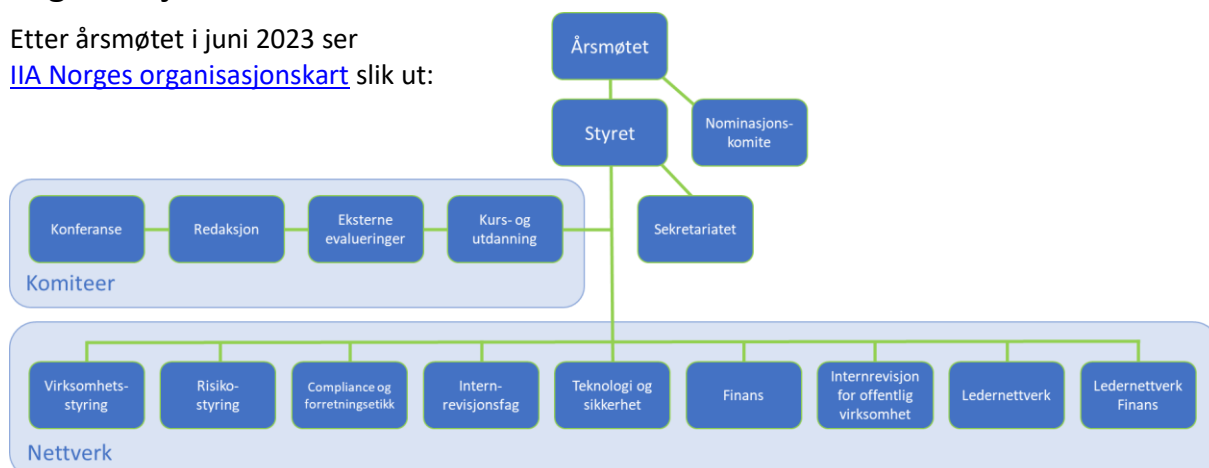 Etter årsmøtet i juni 2023 ser
IIA Norges organisasjonskart slik ut:
Årsmøtet
Styret
Nominasjons-
komite
Konferanse
Redaksjon
Eksterne
evalueringer
Kurs- og
utdanning
Sekretariatet
Komiteer
Virksomhets-
styring
Risiko-
styring
Compliance og
forretningsetikk
Intern-
revisjonsfag
Teknologi og
sikkerhet
Finans
Internrevisjon
for offentlig
virksomhet
Ledernettverk
Ledernettverk
Finans
Nettverk